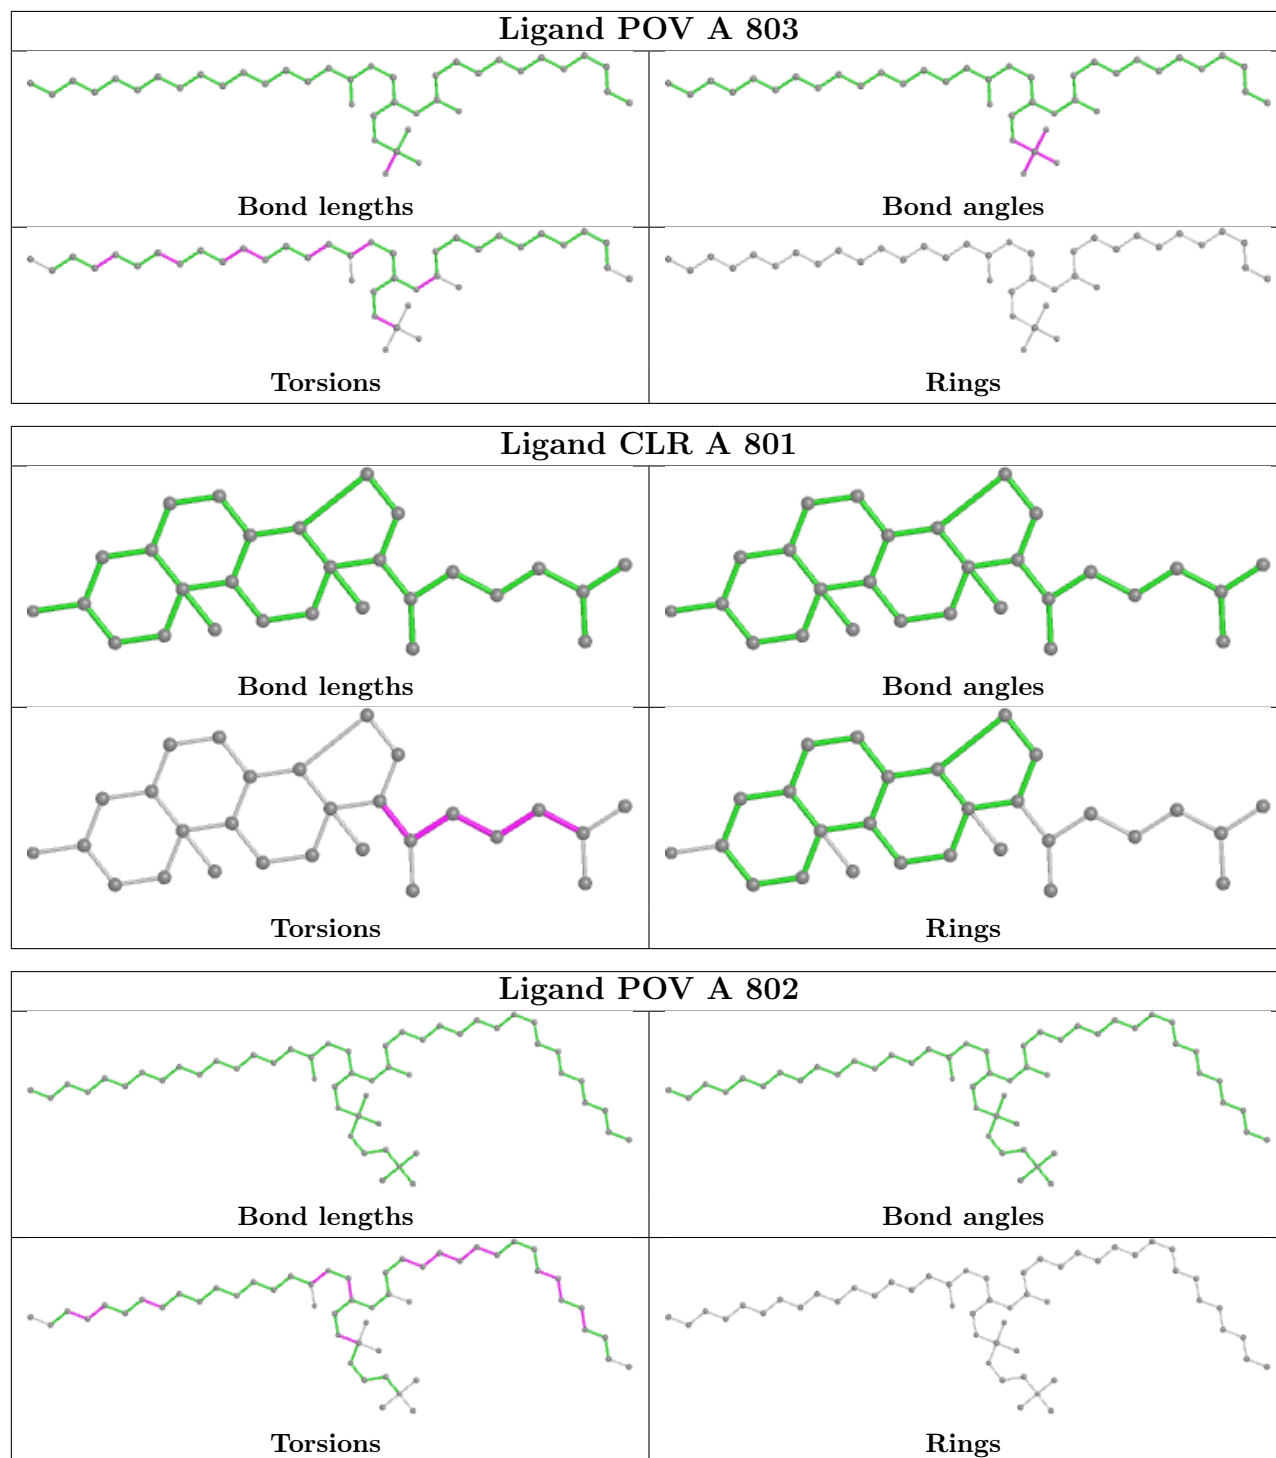 Ligand POV A 803
Bond lengths
Bond angles
Torsions
Rings
Ligand CLR A 801
Bond lengths
Bond angles
Torsions
Rings
Ligand POV A 802
Bond lengths
Bond angles
Torsions
Rings